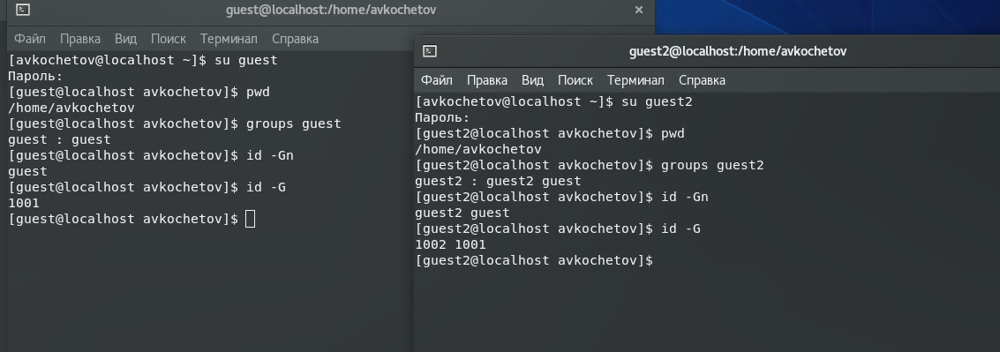 guest@localhost:/home/avkochetov
Файл Правка Вид Поиск Терминал Справка
[avkochetov@localhost ~]$ su guest
Пароль:
[guest@localhost avkochetov]$ pwd
/home/avkochetov
[guest@localhost avkochetov]$ groups guest
guest : guest
[guest@localhost avkochetov]$ id -Gn
guest
[guest@localhost avkochetov]$ id -G
1001
[guest@localhost avkochetov]$
guest2@localhost:/home/avkochetov
Файл Правка Вид Поиск Терминал Справка
[avkochetov@localhost ~]$ su guest2
Пароль:
[guest2@localhost avkochetov]$ pwd
/home/avkochetov
[guest2@localhost avkochetov]$ groups guest2
guest2 : guest2 guest
[guest2@localhost avkochetov]$ id -Gn
guest2 guest
[guest2@localhost avkochetov]$ id -G
1002 1001
[guest2@localhost avkochetov]$